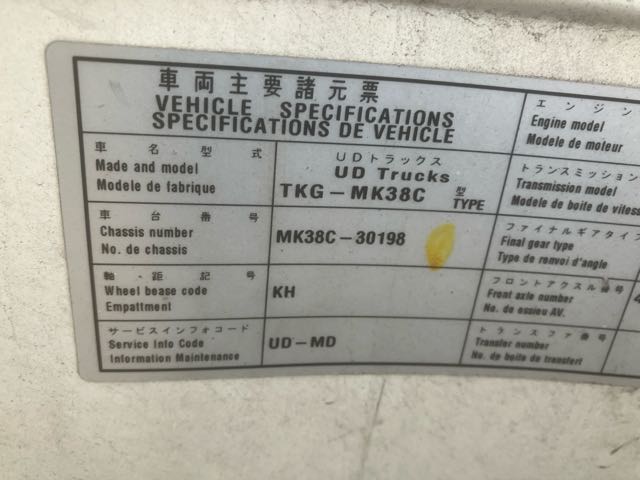 車両主要諸元票
VEHICLE SPECIFICATIONS
SPECIFICATIONS DE VEHICLE
車名型式
Made and model
Modele de fabrique
UDトラックス
UD Trucks
TKG-MK38C 型 TYPE
車台番号
Chassis number
No. de chassis
MK38C-30198
軸・距記号
Wheel bease code
Empattment
KH
サービスインフォコード
Service Info Code
Information Maintenance
UD-MD
エンジン
Engine model
Modele de moteur
トランスミッション
Transmission model
Modele de boite de vitess
ファイナルギアタイプ
Final gear type
Type de renvoi d'angle
フロントアクスル番号
Front axle number
No. de essieu AV.
4
トランスファ番号
Transfer number
No. de boite de transfert